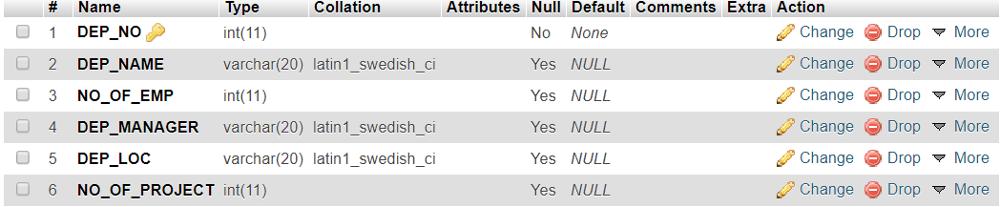 # Name Type Collation Attributes Null Default Comments Extra Action
1 DEP_NO int(11) No None Change Drop More
2 DEP_NAME varchar(20) latin1_swedish_ci Yes NULL Change Drop More
3 NO_OF_EMP int(11) Yes NULL Change Drop More
4 DEP_MANAGER varchar(20) latin1_swedish_ci Yes NULL Change Drop More
5 DEP_LOC varchar(20) latin1_swedish_ci Yes NULL Change Drop More
6 NO_OF_PROJECT int(11) Yes NULL Change Drop More